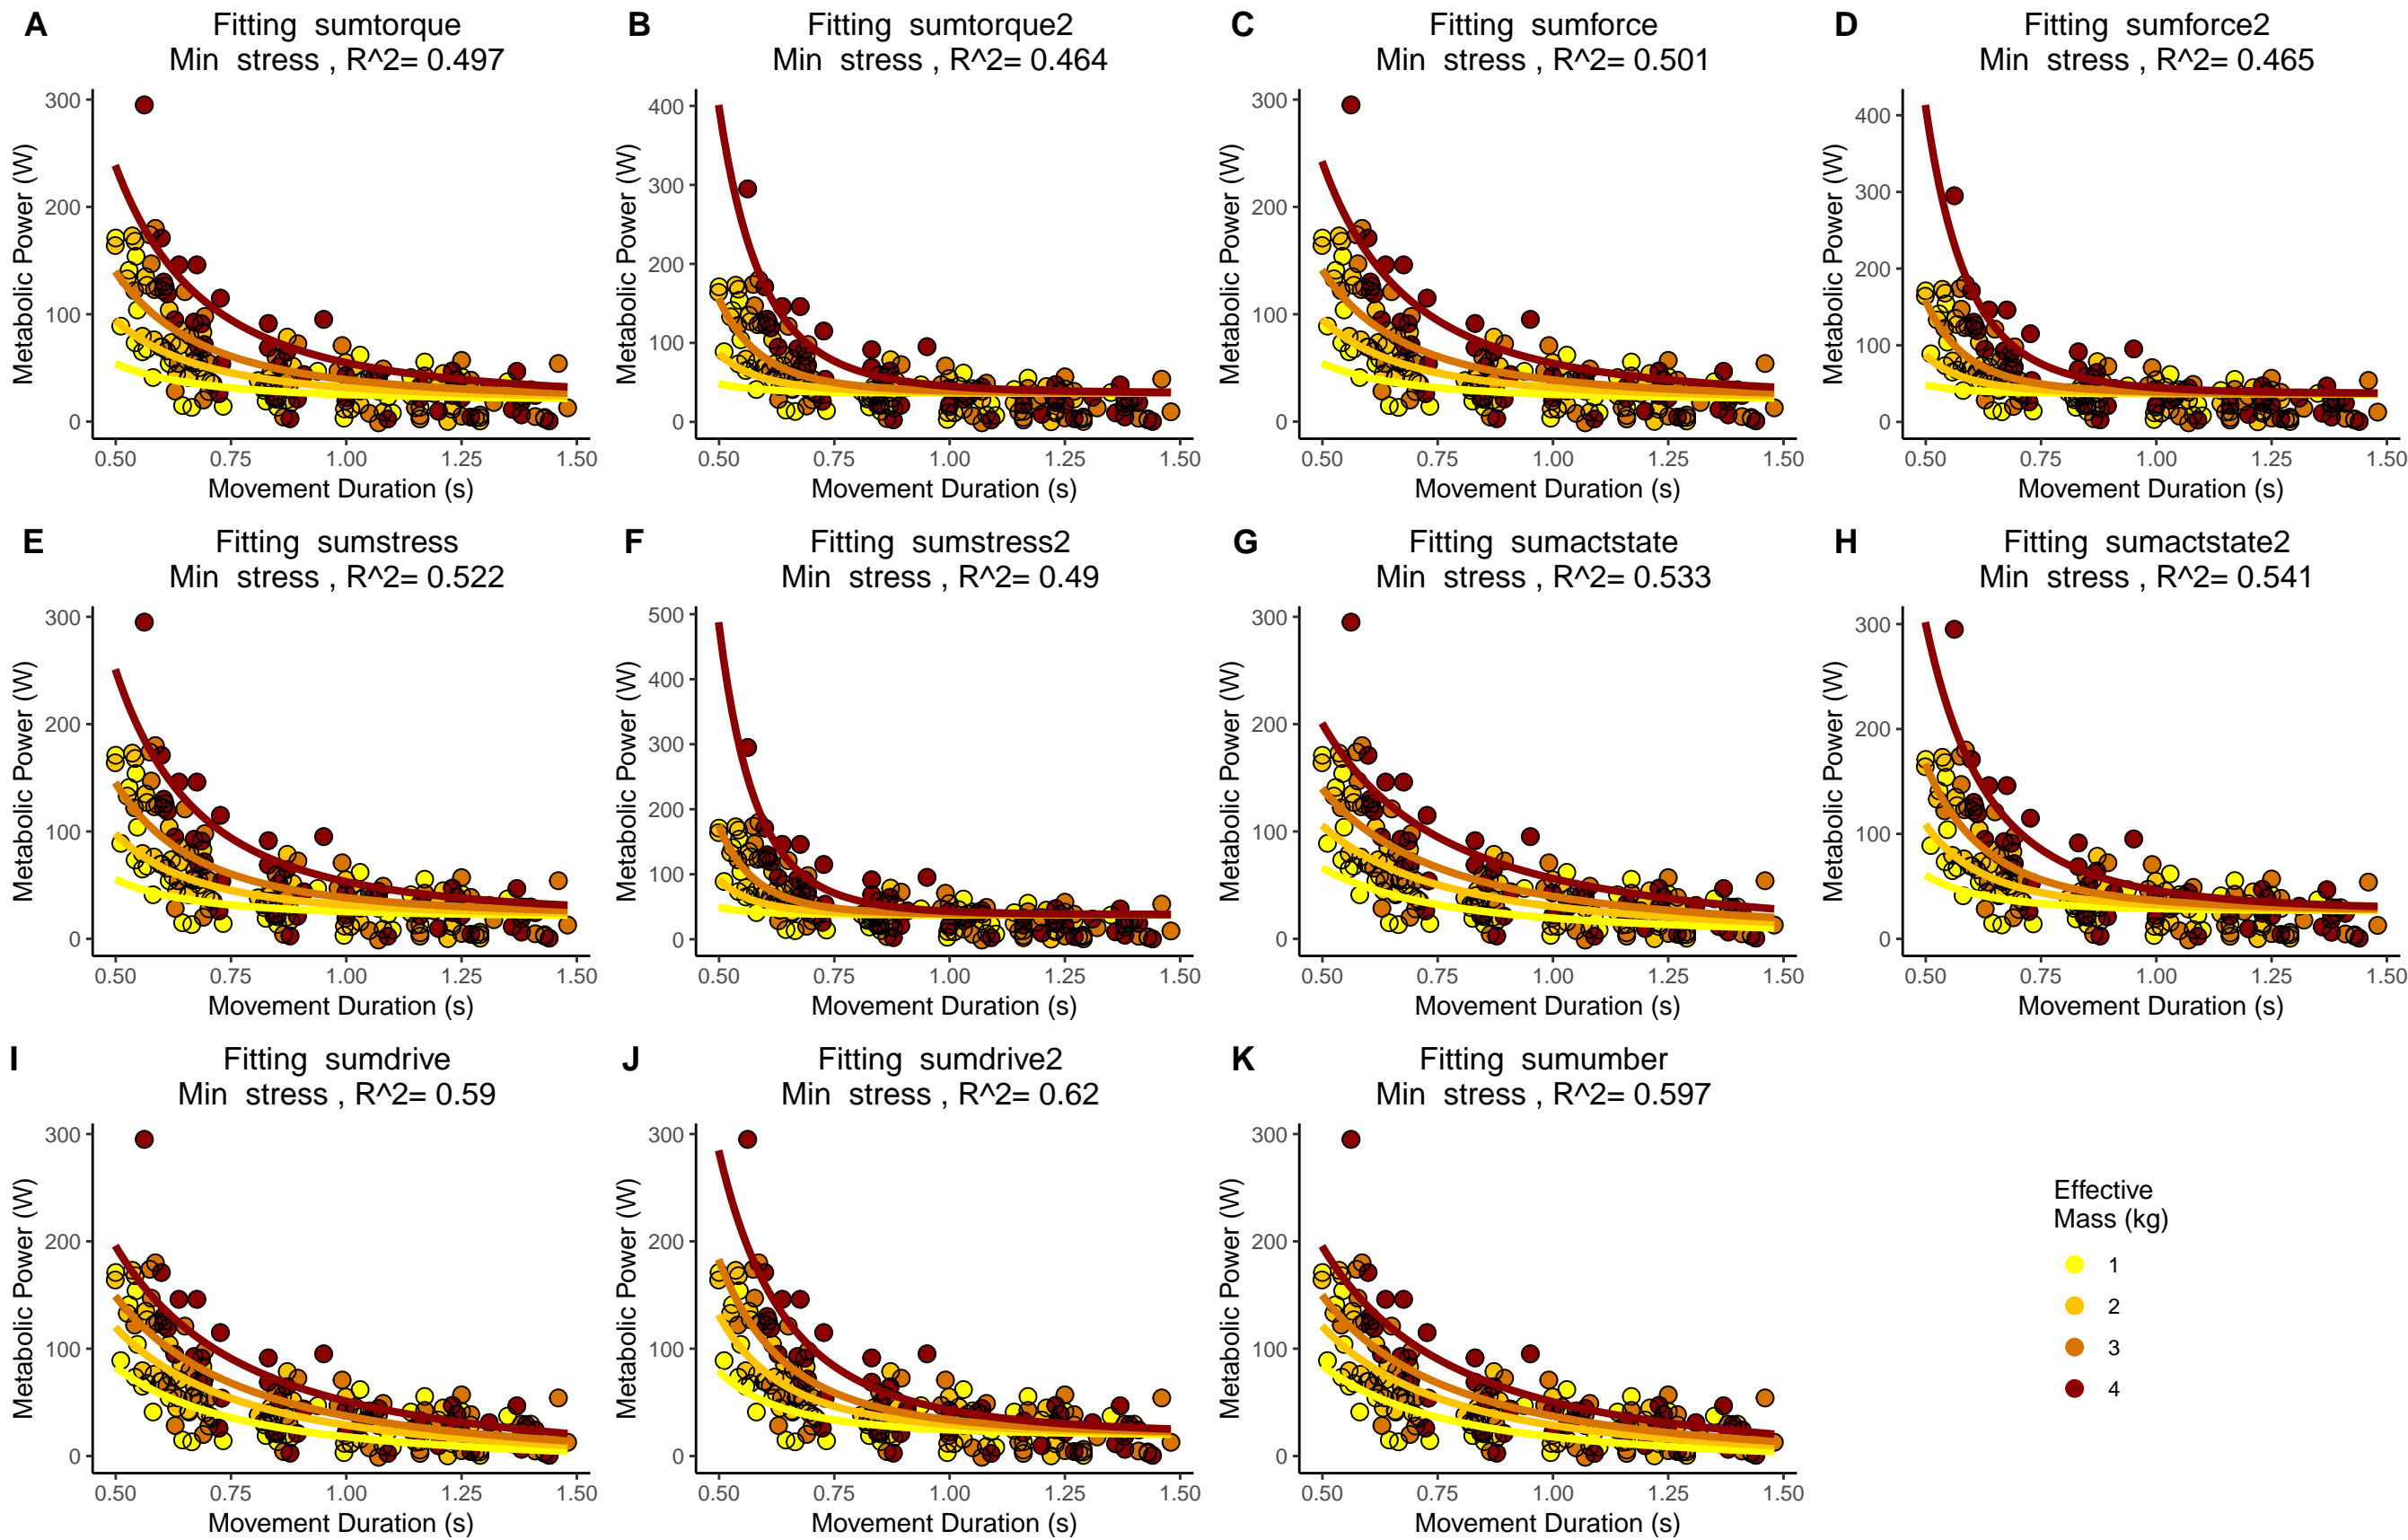 A
Fitting sumtorque
Min stress , R^2= 0.497
Metabolic Power (W)
300
200
100
0
0.50 0.75 1.00 1.25 1.50
Movement Duration (s)
B
Fitting sumtorque2
Min stress , R^2= 0.464
Metabolic Power (W)
400
300
200
100
0
0.50 0.75 1.00 1.25 1.50
Movement Duration (s)
C
Fitting sumforce
Min stress , R^2= 0.501
Metabolic Power (W)
300
200
100
0
0.50 0.75 1.00 1.25 1.50
Movement Duration (s)
D
Fitting sumforce2
Min stress , R^2= 0.465
Metabolic Power (W)
400
300
200
100
0
0.50 0.75 1.00 1.25 1.50
Movement Duration (s)
E
Fitting sumstress
Min stress , R^2= 0.522
Metabolic Power (W)
300
200
100
0
0.50 0.75 1.00 1.25 1.50
Movement Duration (s)
F
Fitting sumstress2
Min stress , R^2= 0.49
Metabolic Power (W)
500
400
300
200
100
0
0.50 0.75 1.00 1.25 1.50
Movement Duration (s)
G
Fitting sumactstate
Min stress , R^2= 0.533
Metabolic Power (W)
300
200
100
0
0.50 0.75 1.00 1.25 1.50
Movement Duration (s)
H
Fitting sumactstate2
Min stress , R^2= 0.541
Metabolic Power (W)
300
200
100
0
0.50 0.75 1.00 1.25 1.50
Movement Duration (s)
I
Fitting sumdrive
Min stress , R^2= 0.59
Metabolic Power (W)
300
200
100
0
0.50 0.75 1.00 1.25 1.50
Movement Duration (s)
J
Fitting sumdrive2
Min stress , R^2= 0.62
Metabolic Power (W)
300
200
100
0
0.50 0.75 1.00 1.25 1.50
Movement Duration (s)
K
Fitting sumumber
Min stress , R^2= 0.597
Metabolic Power (W)
300
200
100
0
0.50 0.75 1.00 1.25 1.50
Movement Duration (s)
Effective
Mass (kg)
1
2
3
4